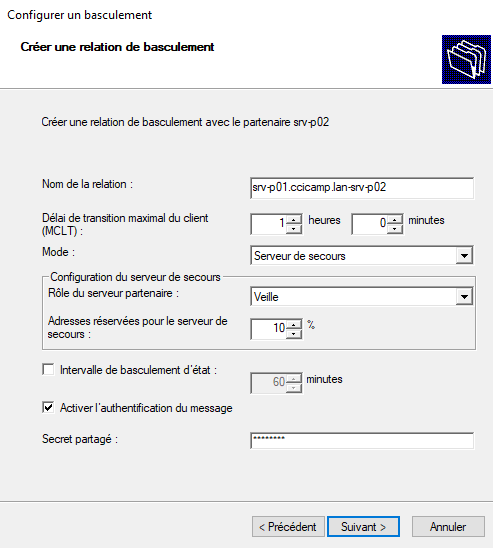 Configurer un basculement
Créer une relation de basculement
Créer une relation de basculement avec le partenaire srv-p02
Nom de la relation :
srv-p01.ccicamp.lan-srv-p02
Délai de transition maximal du client
(MCLT) :
1 heures 0 minutes
Mode :
Serveur de secours
Configuration du serveur de secours
Rôle du serveur partenaire :
Veille
Adresses réservées pour le serveur de
secours :
10 %
Intervalle de basculement d'état :
60 minutes
Activer l'authentification du message
Secret partagé :
********
< Précédent
Suivant >
Annuler